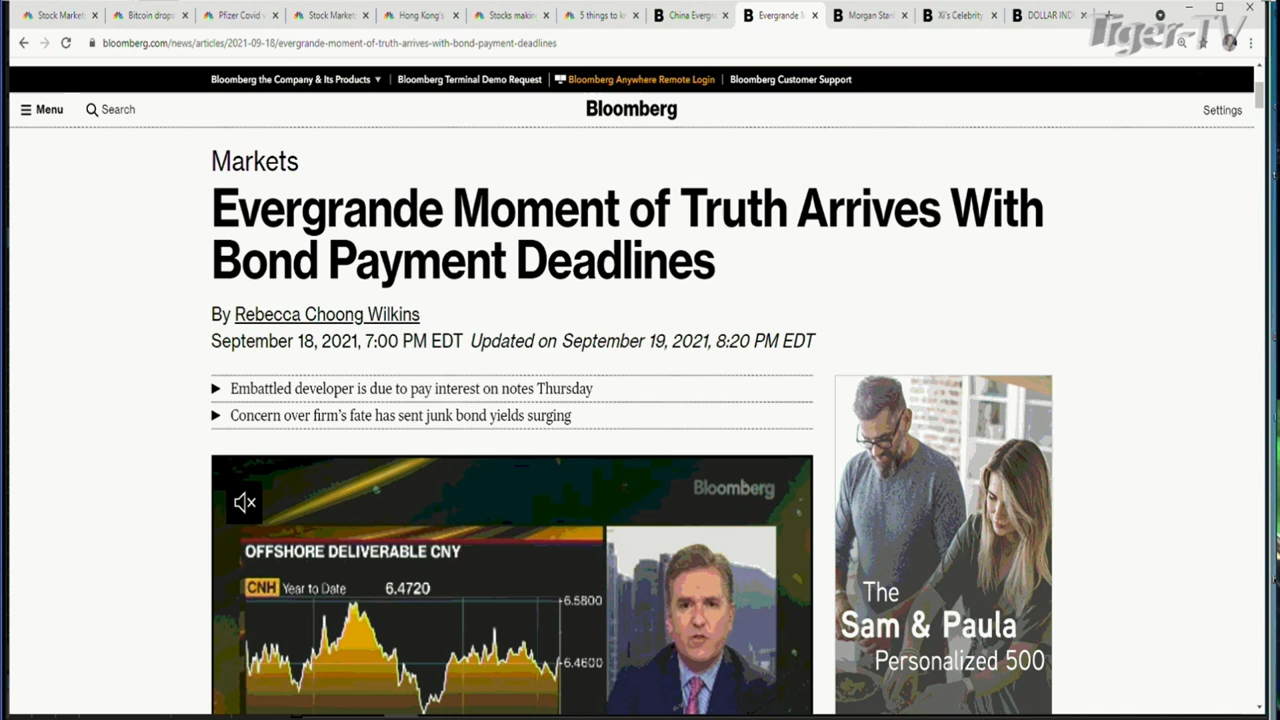 Stock Market
Bitcoin drops
Pfizer Covid v
Stock Market
Hong Kong's
Stocks makin
5 things to k
China Evergr
Evergrande M
Morgan Stan
Xi's Celebrity
DOLLAR IND
Tiger-TV
bloomberg.com/news/articles/2021-09-18/evergrande-moment-of-truth-arrives-with-bond-payment-deadlines
Bloomberg the Company & Its Products ▼ | Bloomberg Terminal Demo Request | Bloomberg Anywhere Remote Login | Bloomberg Customer Support
Menu Search Bloomberg Settings
Markets
Evergrande Moment of Truth Arrives With
Bond Payment Deadlines
By Rebecca Choong Wilkins
September 18, 2021, 7:00 PM EDT Updated on September 19, 2021, 8:20 PM EDT
Embattled developer is due to pay interest on notes Thursday
Concern over firm's fate has sent junk bond yields surging
Bloomberg
OFFSHORE DELIVERABLE CNY
CNH Year to Date 6.4720
6.5800
6.4600
The
Sam & Paula
Personalized 500